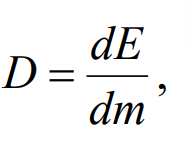 D = dE/dm,